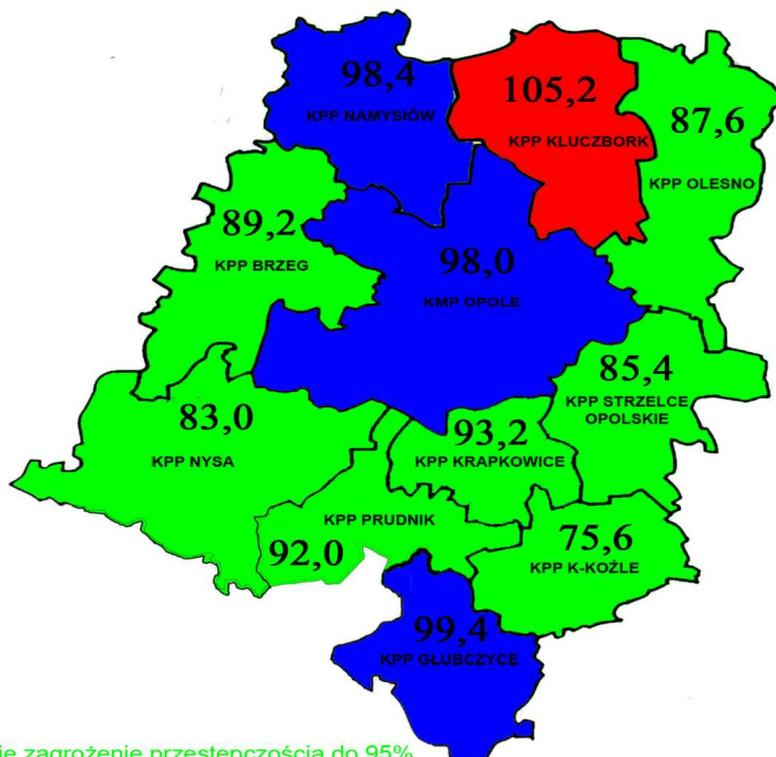 98,4
KPP NAMYSIÓW
105,2
KPP KLUCZBORK
87,6
KPP OLESNO
89,2
KPP BRZEG
98,0
KMP OPOLE
85,4
KPP STRZELCE
OPOLSKIE
83,0
KPP NYSA
93,2
KPP KRAPKOWICE
KPP PRUDNIK
92,0
75,6
KPP K-KOŹLE
99,4
KPP GŁUBCZYCE
zagrożenie przestępczością do 95%